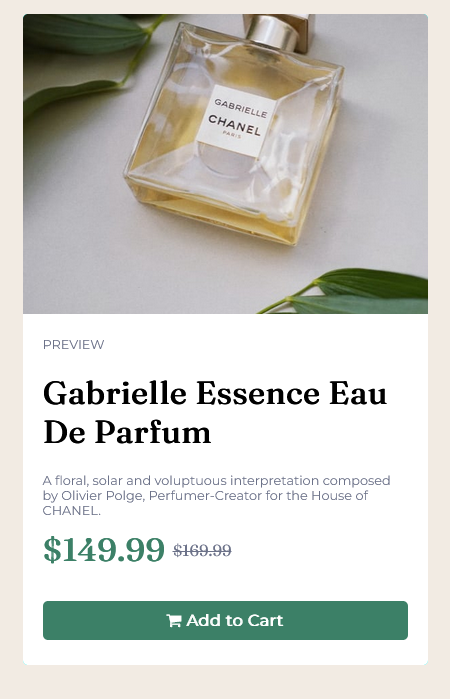 GABRIELLE
CHANEL
PARIS
PREVIEW
Gabrielle Essence Eau
De Parfum
A floral, solar and voluptuous interpretation composed
by Olivier Polge, Perfumer-Creator for the House of
CHANEL.
$149.99 $169.99
Add to Cart